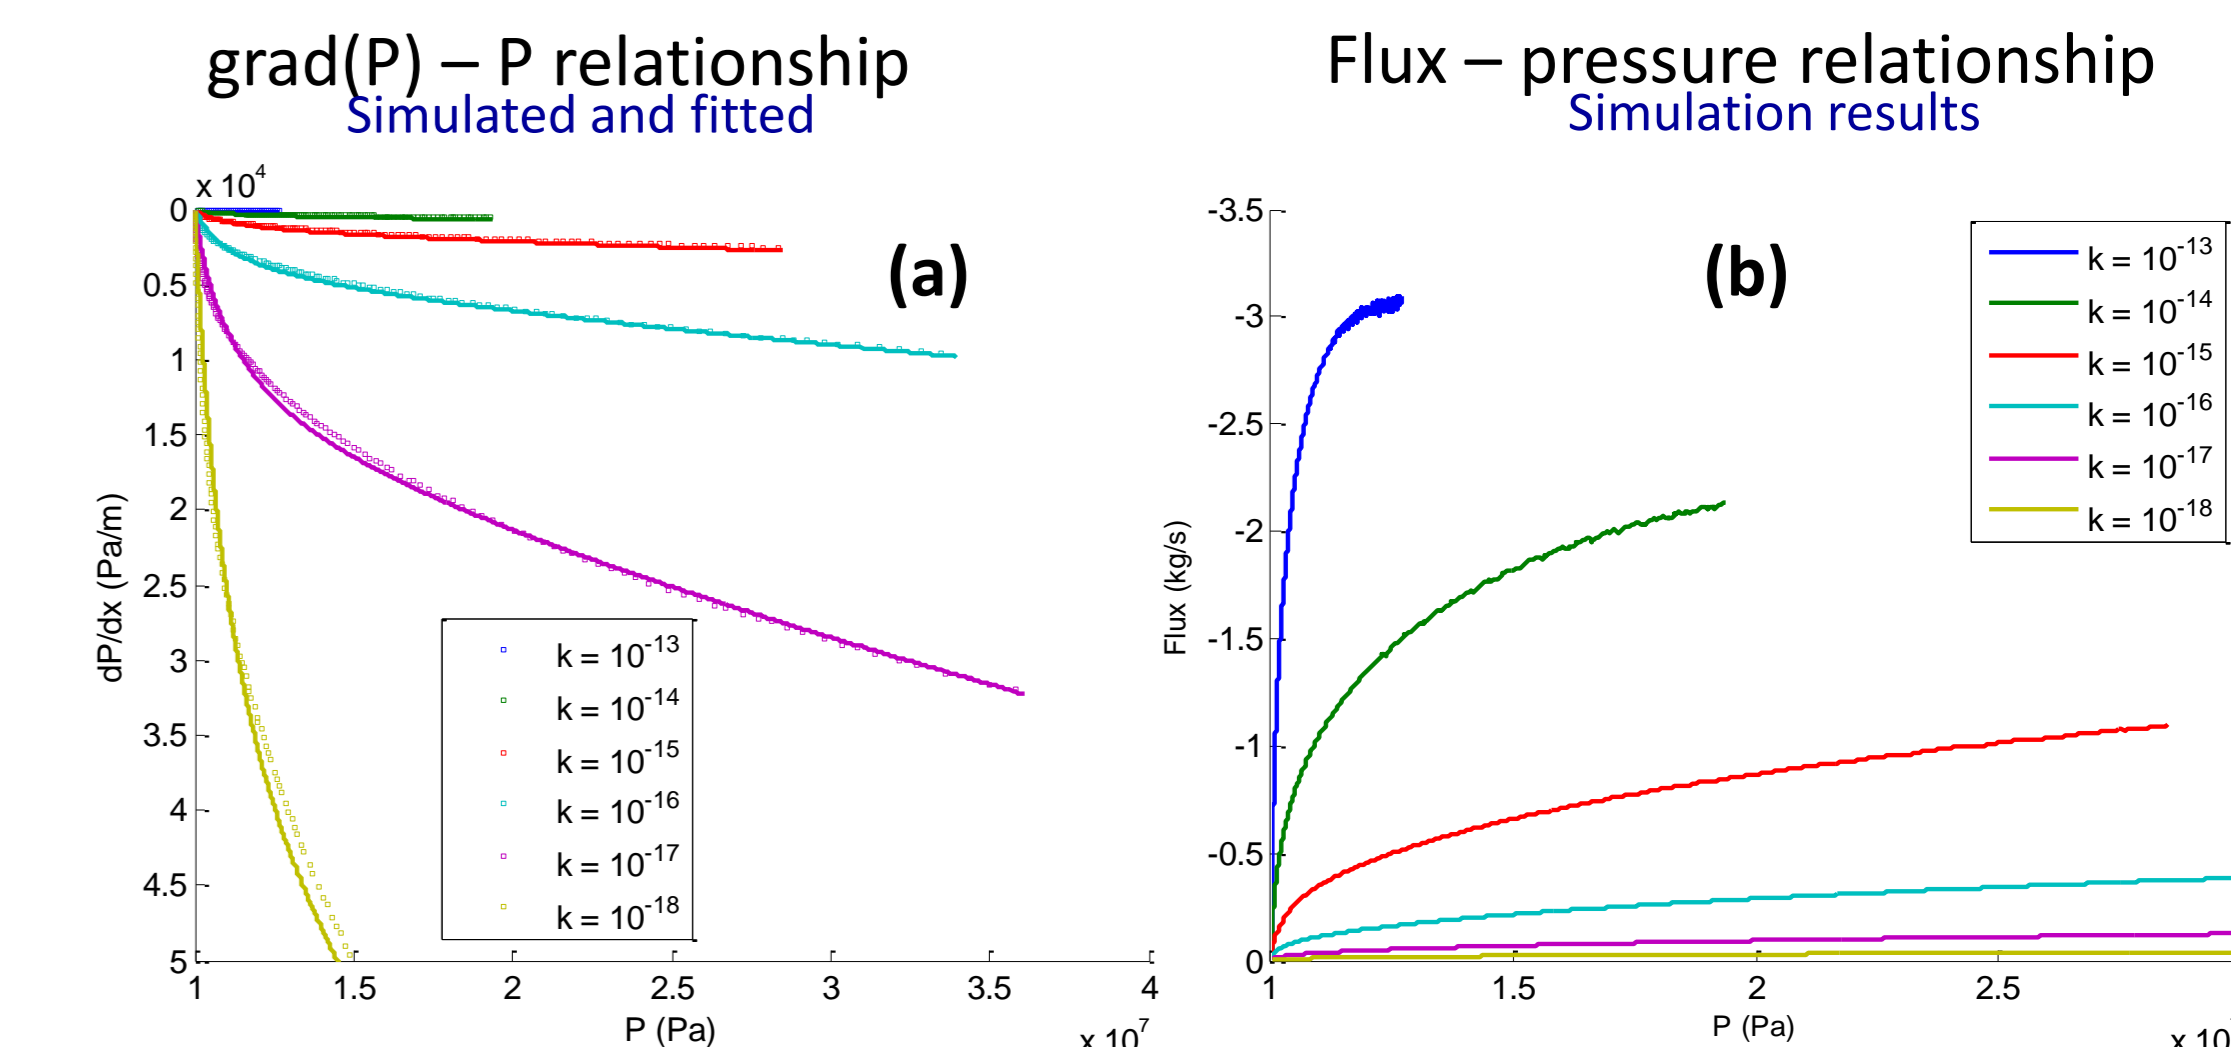 grad(P) – P relationship
Simulated and fitted
x 10^4
0
0.5
1
1.5
2
2.5
3
3.5
4
4.5
5
dP/dx (Pa/m)
(a)
k = 10^-13
k = 10^-14
k = 10^-15
k = 10^-16
k = 10^-17
k = 10^-18
1 1.5 2 2.5 3 3.5 4
P (Pa)
x 10^7
Flux – pressure relationship
Simulation results
-3.5
-3
-2.5
-2
-1.5
-1
-0.5
0
Flux (kg/s)
(b)
k = 10^-13
k = 10^-14
k = 10^-15
k = 10^-16
k = 10^-17
k = 10^-18
1 1.5 2 2.5
P (Pa)
x 10